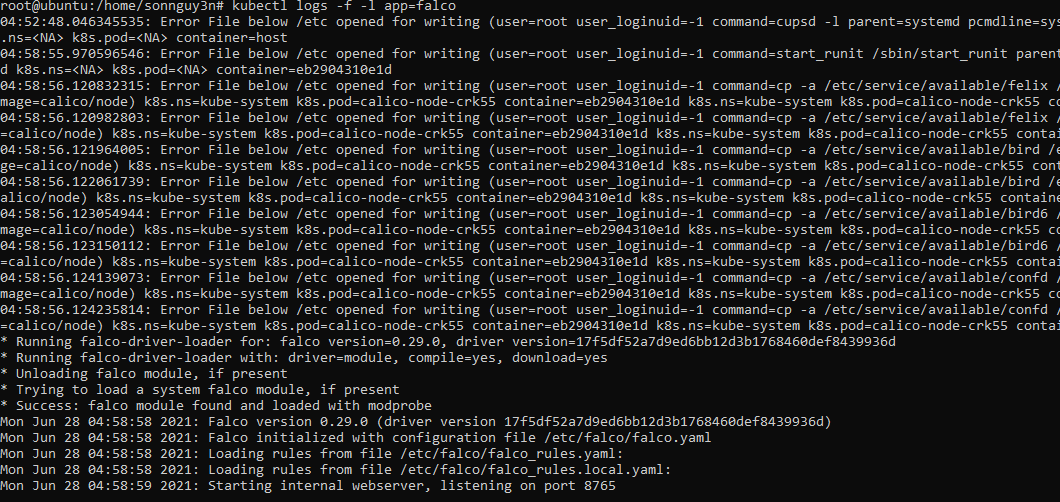 root@ubuntu:/home/sonnguy3n# kubectl logs -f -l app=falco
04:52:48.046345535: Error File below /etc opened for writing (user=root user_loginuid=-1 command=cupsd -l parent=systemd pcmdline=sys
.ns=<NA> k8s.pod=<NA> container=host
04:58:55.970596546: Error File below /etc opened for writing (user=root user_loginuid=-1 command=start_runit /sbin/start_runit paren
d k8s.ns=<NA> k8s.pod=<NA> container=eb2904310e1d
04:58:56.120832315: Error File below /etc opened for writing (user=root user_loginuid=-1 command=cp -a /etc/service/available/felix /
mage=calico/node) k8s.ns=kube-system k8s.pod=calico-node-crk55 container=eb2904310e1d k8s.ns=kube-system k8s.pod=calico-node-crk55 co
04:58:56.120982803: Error File below /etc opened for writing (user=root user_loginuid=-1 command=cp -a /etc/service/available/felix /
=calico/node) k8s.ns=kube-system k8s.pod=calico-node-crk55 container=eb2904310e1d k8s.ns=kube-system k8s.pod=calico-node-crk55 contai
04:58:56.121964005: Error File below /etc opened for writing (user=root user_loginuid=-1 command=cp -a /etc/service/available/bird /e
ge=calico/node) k8s.ns=kube-system k8s.pod=calico-node-crk55 container=eb2904310e1d k8s.ns=kube-system k8s.pod=calico-node-crk55 cont
04:58:56.122061739: Error File below /etc opened for writing (user=root user_loginuid=-1 command=cp -a /etc/service/available/bird /e
alico/node) k8s.ns=kube-system k8s.pod=calico-node-crk55 container=eb2904310e1d k8s.ns=kube-system k8s.pod=calico-node-crk55 containe
04:58:56.123054944: Error File below /etc opened for writing (user=root user_loginuid=-1 command=cp -a /etc/service/available/bird6 /
mage=calico/node) k8s.ns=kube-system k8s.pod=calico-node-crk55 container=eb2904310e1d k8s.ns=kube-system k8s.pod=calico-node-crk55 co
04:58:56.123150112: Error File below /etc opened for writing (user=root user_loginuid=-1 command=cp -a /etc/service/available/bird6 /
=calico/node) k8s.ns=kube-system k8s.pod=calico-node-crk55 container=eb2904310e1d k8s.ns=kube-system k8s.pod=calico-node-crk55 contai
04:58:56.124139073: Error File below /etc opened for writing (user=root user_loginuid=-1 command=cp -a /etc/service/available/confd /
mage=calico/node) k8s.ns=kube-system k8s.pod=calico-node-crk55 container=eb2904310e1d k8s.ns=kube-system k8s.pod=calico-node-crk55 co
04:58:56.124235814: Error File below /etc opened for writing (user=root user_loginuid=-1 command=cp -a /etc/service/available/confd /
=calico/node) k8s.ns=kube-system k8s.pod=calico-node-crk55 container=eb2904310e1d k8s.ns=kube-system k8s.pod=calico-node-crk55 contai
* Running falco-driver-loader for: falco version=0.29.0, driver version=17f5df52a7d9ed6bb12d3b1768460def8439936d
* Running falco-driver-loader with: driver=module, compile=yes, download=yes
* Unloading falco module, if present
* Trying to load a system falco module, if present
* Success: falco module found and loaded with modprobe
Mon Jun 28 04:58:58 2021: Falco version 0.29.0 (driver version 17f5df52a7d9ed6bb12d3b1768460def8439936d)
Mon Jun 28 04:58:58 2021: Falco initialized with configuration file /etc/falco/falco.yaml
Mon Jun 28 04:58:58 2021: Loading rules from file /etc/falco/falco_rules.yaml:
Mon Jun 28 04:58:58 2021: Loading rules from file /etc/falco/falco_rules.local.yaml:
Mon Jun 28 04:58:59 2021: Starting internal webserver, listening on port 8765